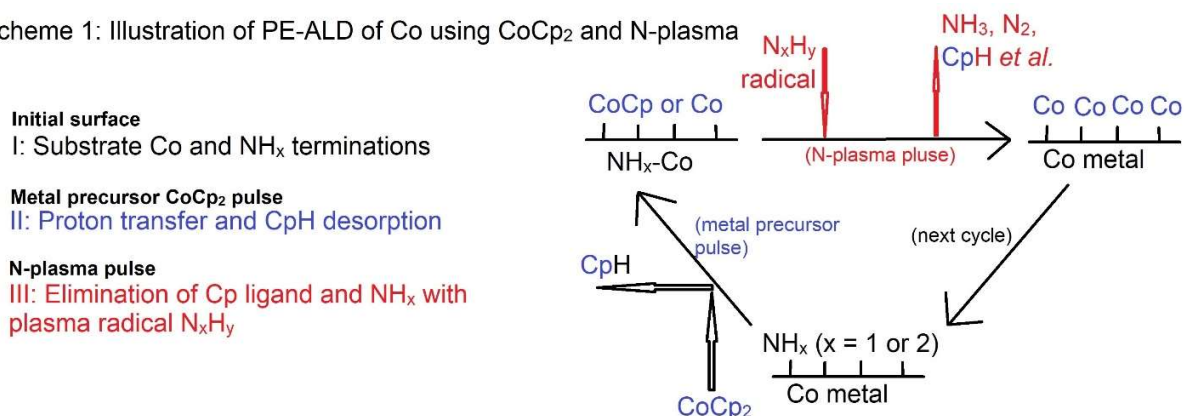 cheme 1: Illustration of PE-ALD of Co using CoCp₂ and N-plasma
Initial surface
I: Substrate Co and NHₓ terminations
Metal precursor CoCp₂ pulse
II: Proton transfer and CpH desorption
N-plasma pulse
III: Elimination of Cp ligand and NHₓ with
plasma radical NₓHᵧ
NₓHᵧ
radical
NH₃, N₂,
CpH et al.
CoCp or Co
NHₓ-Co
(N-plasma pluse)
Co Co Co Co
Co metal
(metal precursor
pulse)
(next cycle)
CpH
CoCp₂
NHₓ (x = 1 or 2)
Co metal